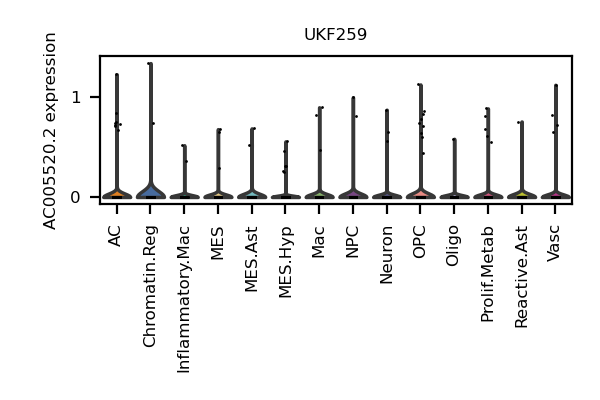 UKF259
AC005520.2 expression
1
0
AC
Chromatin.Reg
Inflammatory.Mac
MES
MES.Ast
MES.Hyp
Mac
NPC
Neuron
OPC
Oligo
Prolif.Metab
Reactive.Ast
Vasc